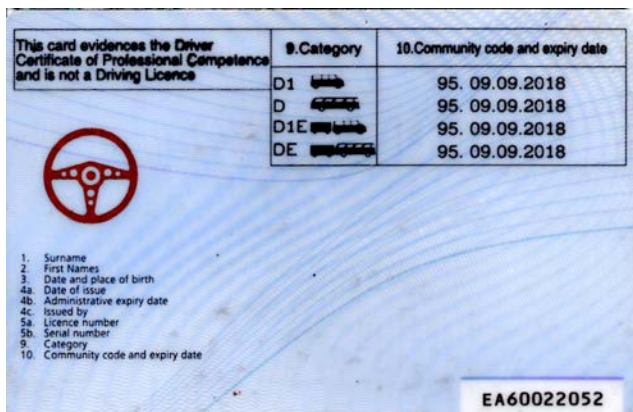 This card evidences the Driver
Certificate of Professional Competence
and is not a Driving Licence
9.Category
10.Community code and expiry date
D1
95. 09.09.2018
D
95. 09.09.2018
D1E
95. 09.09.2018
DE
95. 09.09.2018
1. Surname
2. First Names
3. Date and place of birth
4a. Date of issue
4b. Administrative expiry date
4c. Issued by
5a. Licence number
5b. Serial number
9. Category
10. Community code and expiry date
EA60022052